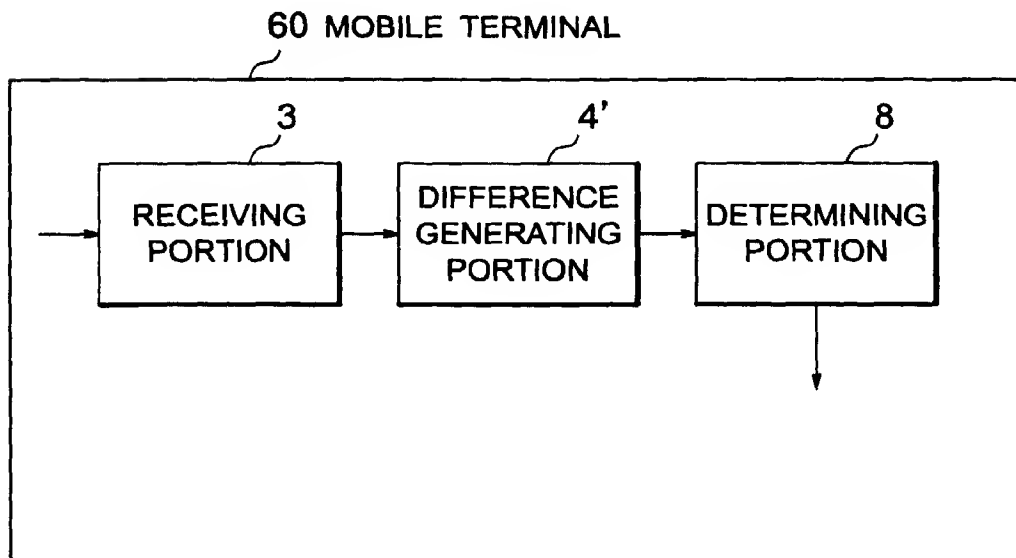 60 MOBILE TERMINAL
3
4'
8
RECEIVING
PORTION
DIFFERENCE
GENERATING
PORTION
DETERMINING
PORTION